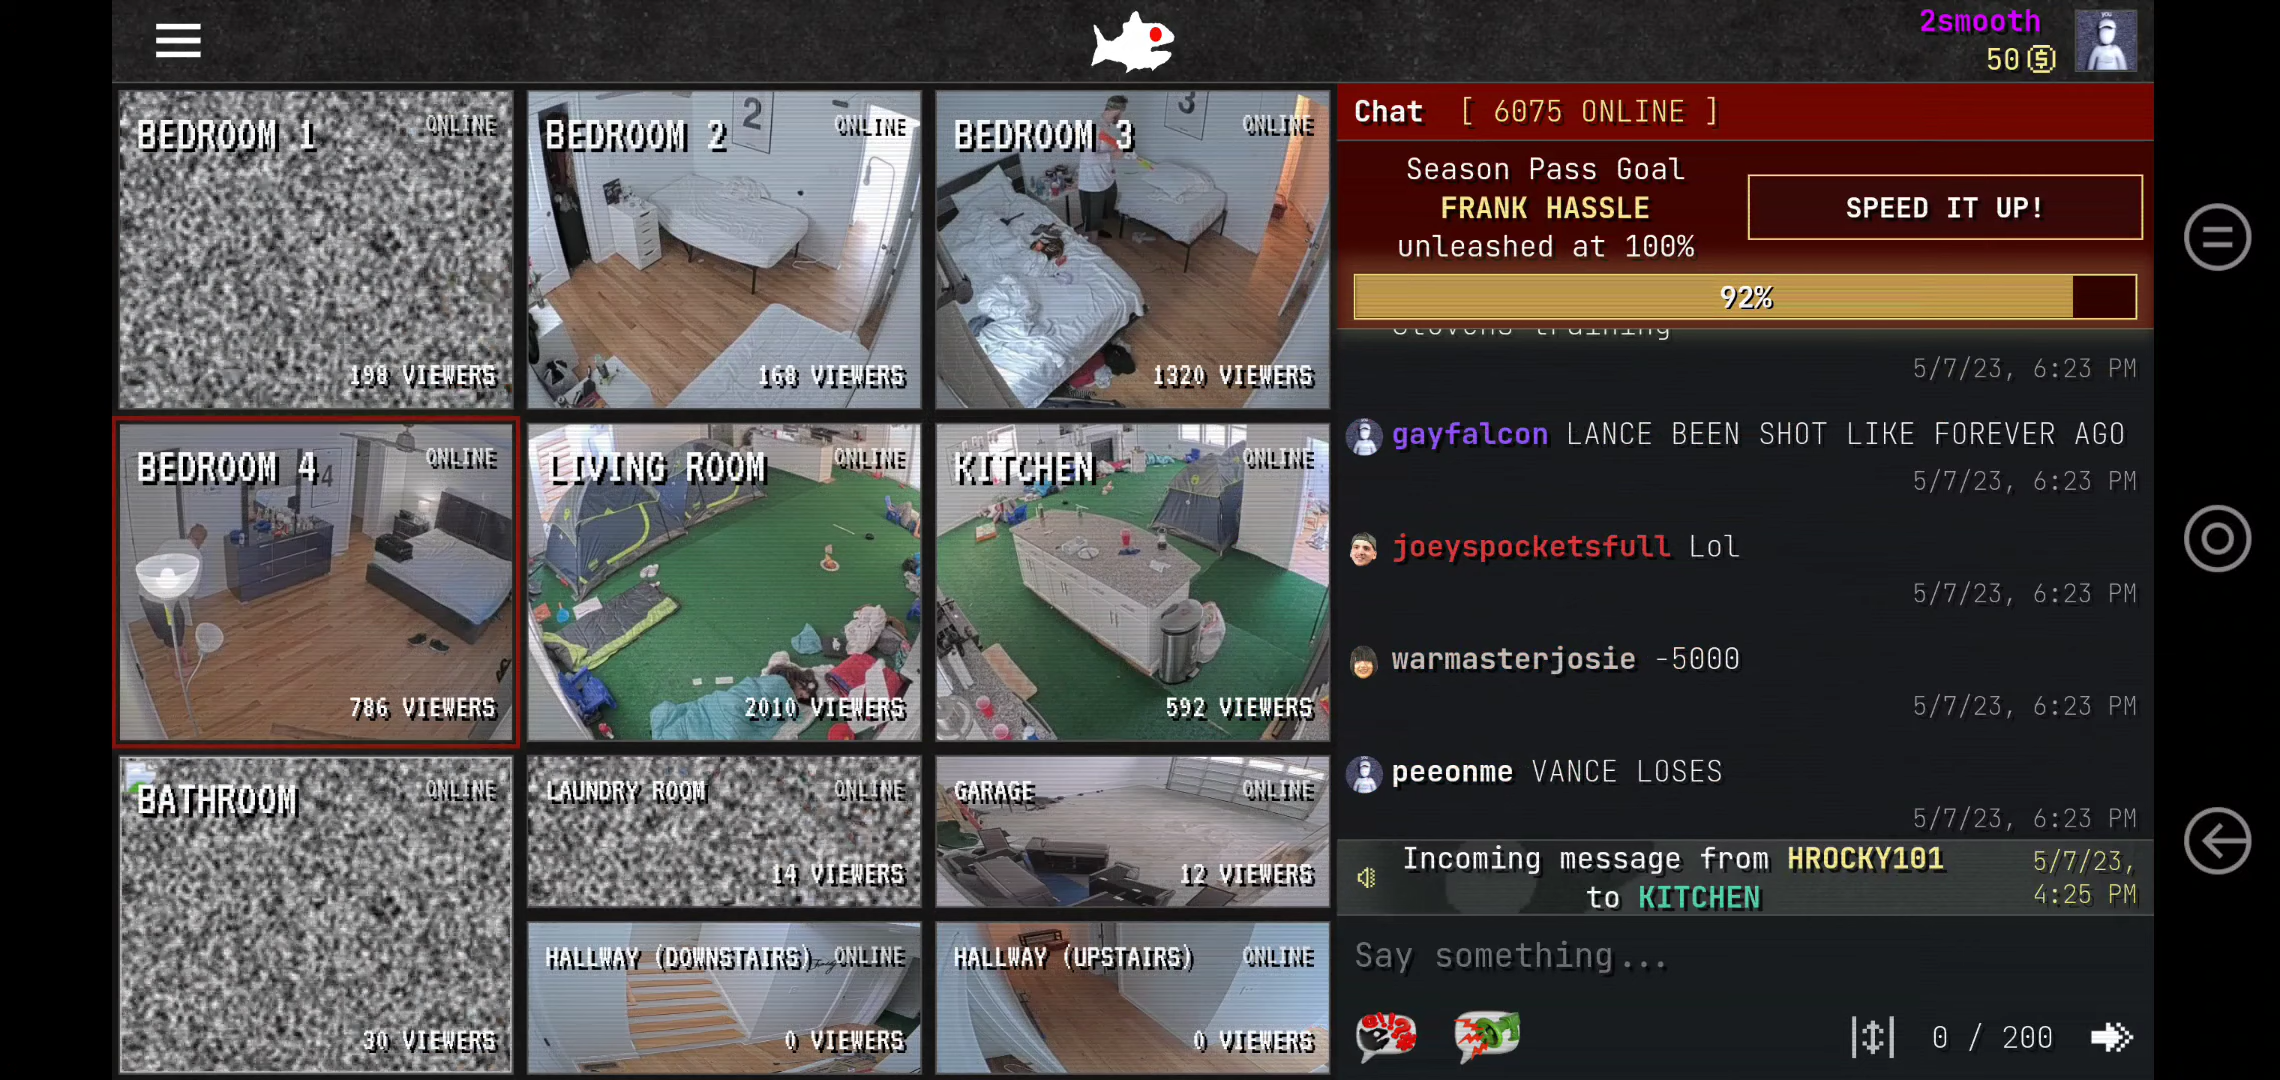 2smooth
50
BEDROOM 1
ONLINE
198 VIEWERS
BEDROOM 2
ONLINE
2
168 VIEWERS
BEDROOM 3
ONLINE
3
1320 VIEWERS
BEDROOM 4
ONLINE
4
786 VIEWERS
LIVING ROOM
ONLINE
2010 VIEWERS
KITCHEN
ONLINE
592 VIEWERS
BATHROOM
ONLINE
30 VIEWERS
LAUNDRY ROOM
ONLINE
14 VIEWERS
GARAGE
ONLINE
12 VIEWERS
HALLWAY (DOWNSTAIRS)
ONLINE
0 VIEWERS
HALLWAY (UPSTAIRS)
ONLINE
0 VIEWERS
Chat [ 6075 ONLINE ]
Season Pass Goal
FRANK HASSLE
unleashed at 100%
SPEED IT UP!
92%
training
5/7/23, 6:23 PM
gayfalcon LANCE BEEN SHOT LIKE FOREVER AGO
5/7/23, 6:23 PM
joeyspocketsfull Lol
5/7/23, 6:23 PM
warmasterjosie -5000
5/7/23, 6:23 PM
peeonme VANCE LOSES
5/7/23, 6:23 PM
Incoming message from HROCKY101
to KITCHEN
5/7/23,
4:25 PM
Say something...
0 / 200